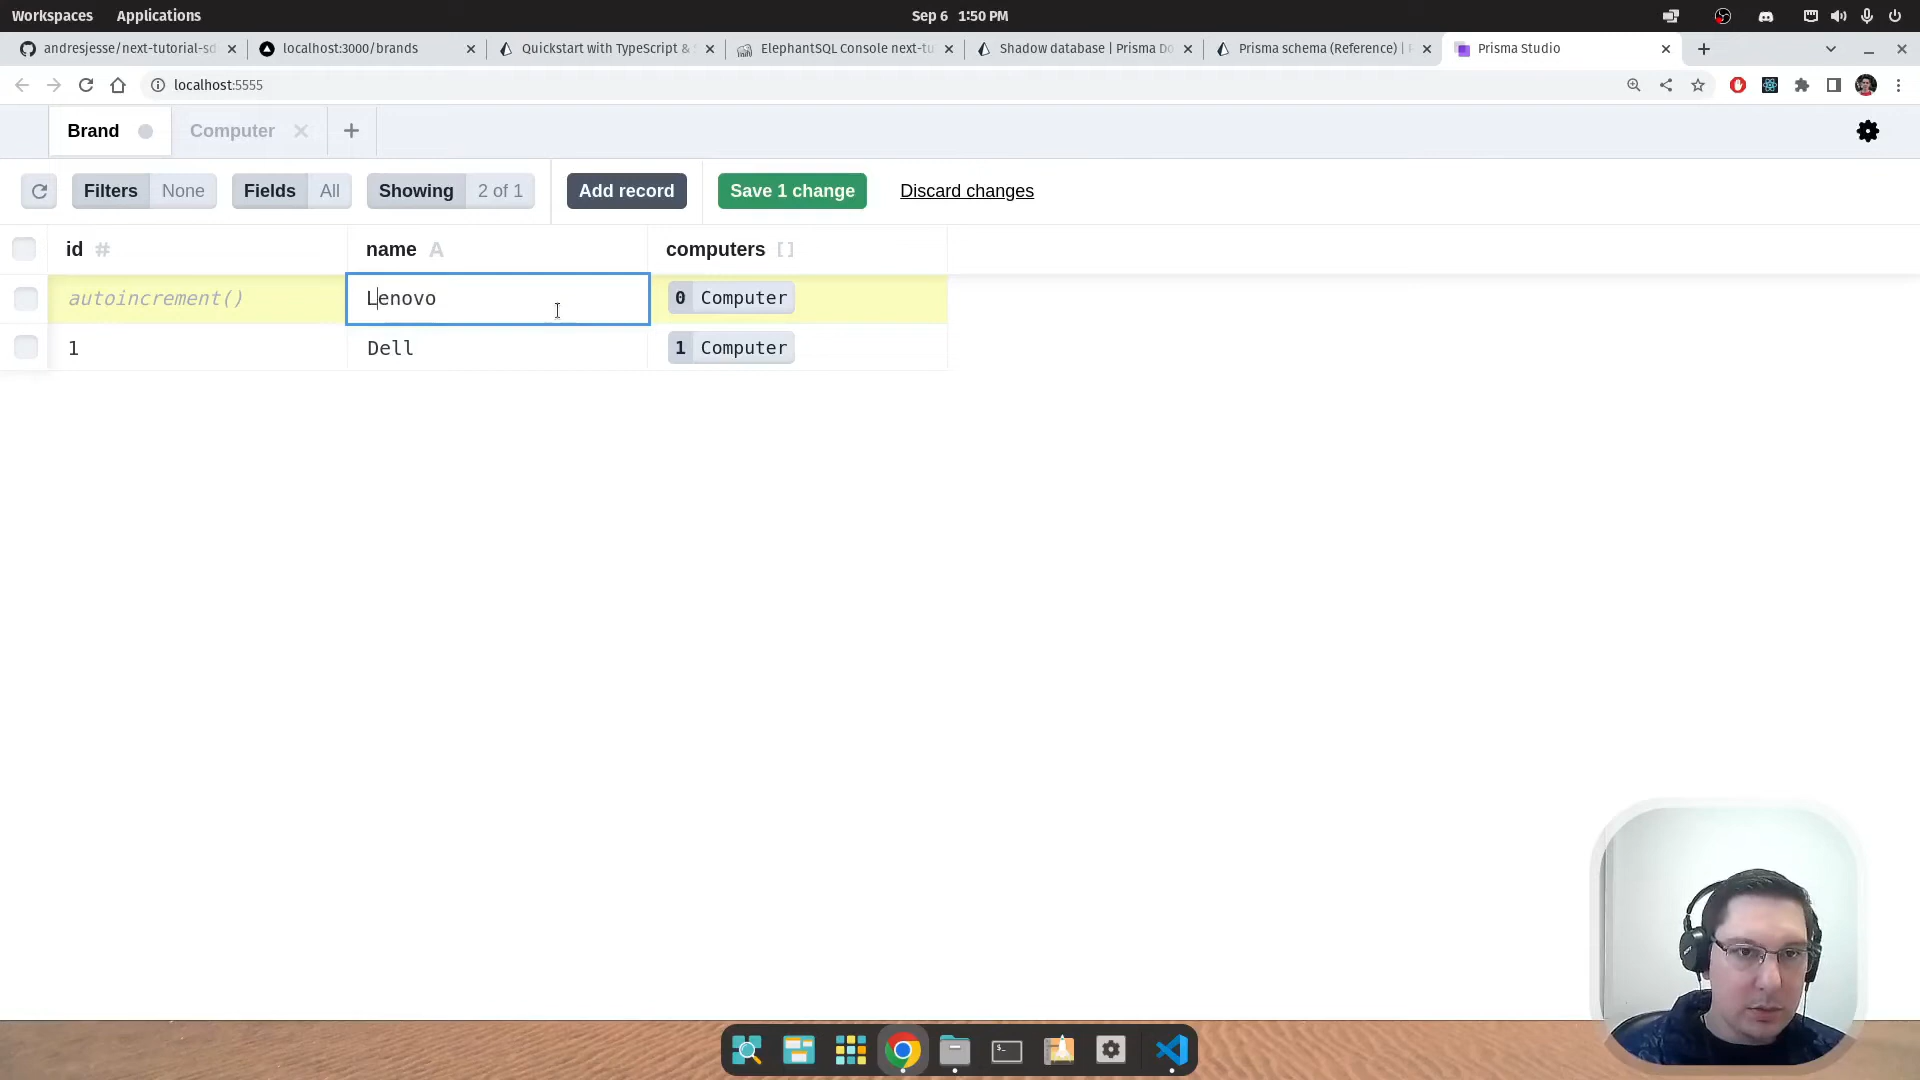 Workspaces Applications Sep 6 1:50 PM
andresjesse/next-tutorial-sd localhost:3000/brands Quickstart with TypeScript & ElephantSQL Console next-tu Shadow database | Prisma Do Prisma schema (Reference) | Prisma Studio
localhost:5555
Brand Computer
Filters None Fields All Showing 2 of 1 Add record Save 1 change Discard changes
id # name A computers []
autoincrement() Lenovo 0 Computer
1 Dell 1 Computer